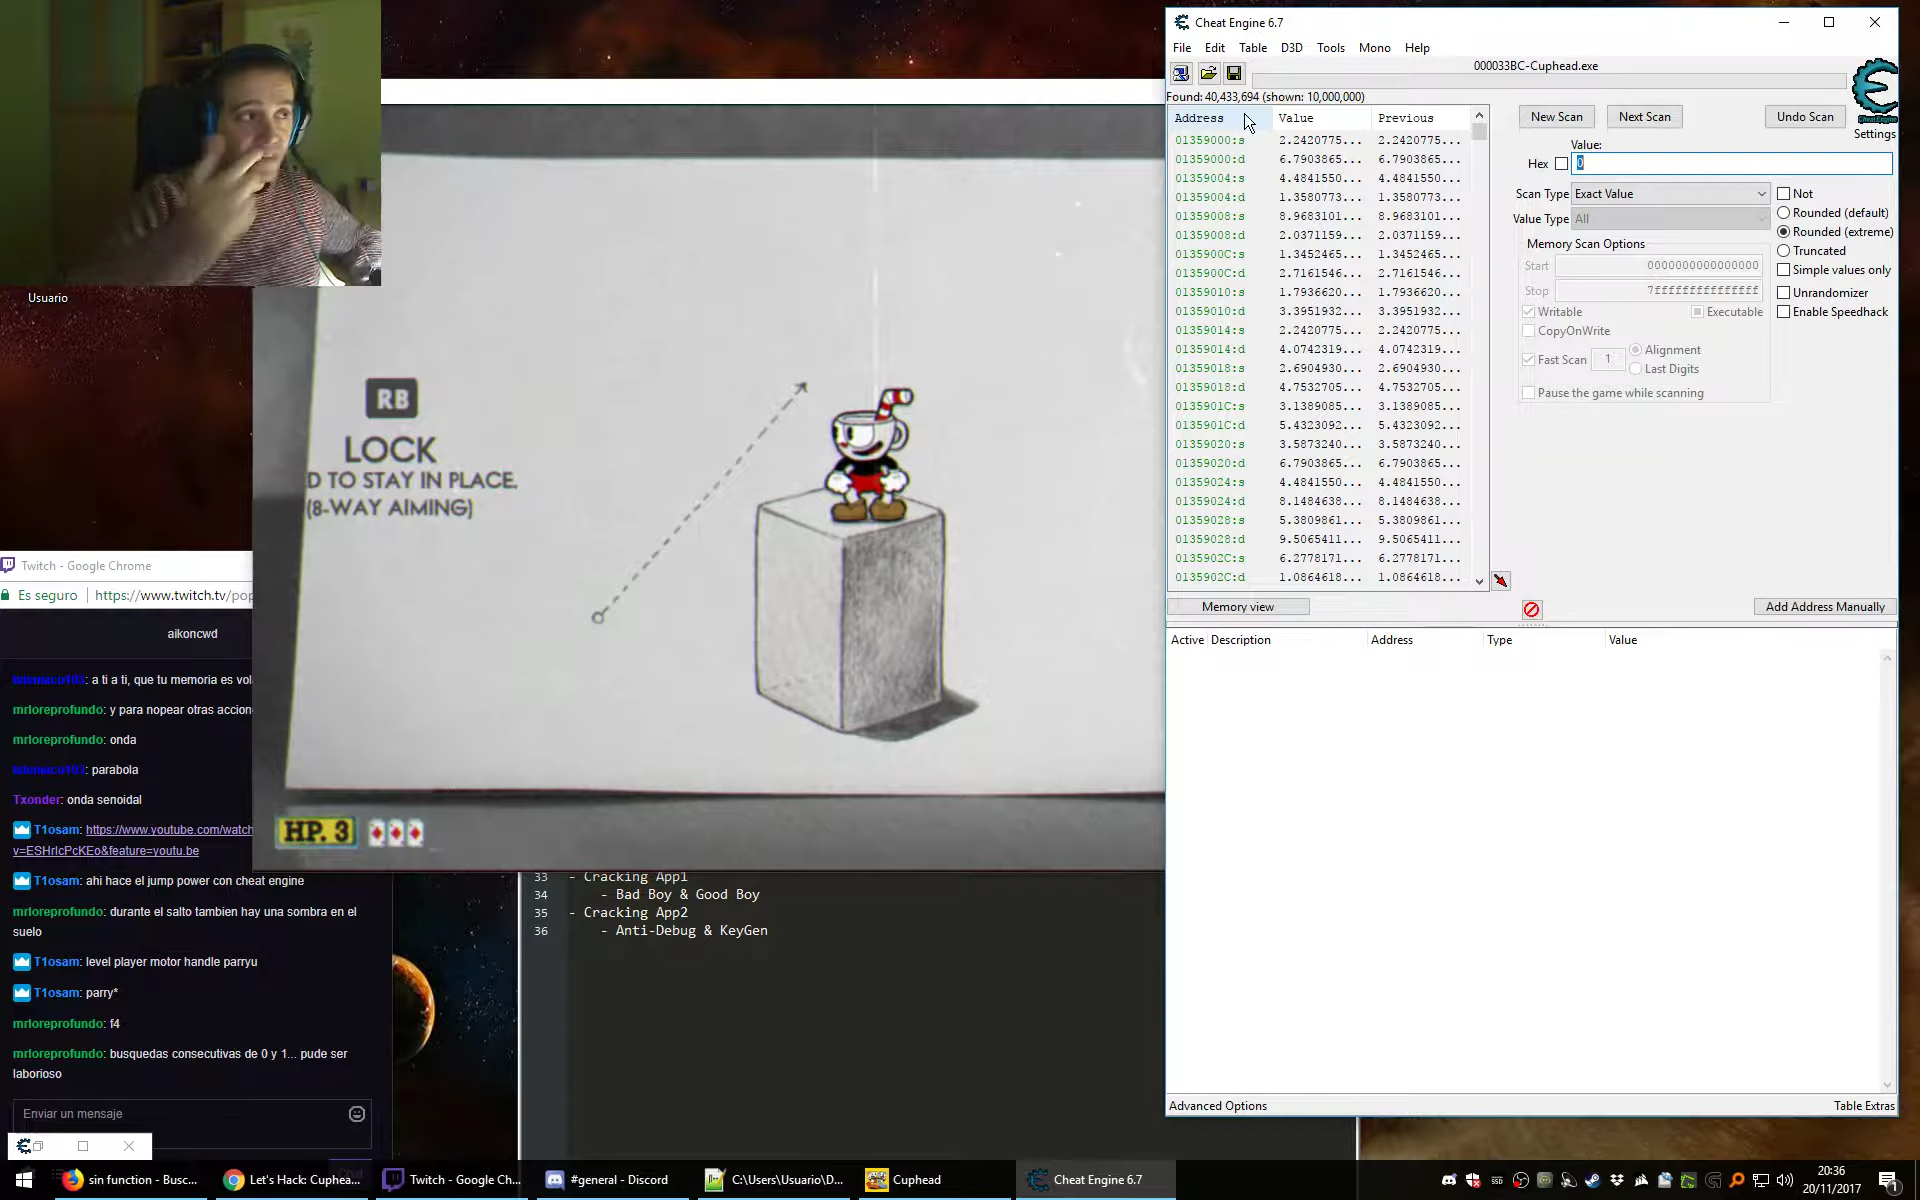 Usuario
RB
LOCK
D TO STAY IN PLACE.
(8-WAY AIMING)
HP. 3
Twitch - Google Chrome
Es seguro
https://www.twitch.tv/pop
aikoncwd
: a ti a ti, que tu memoria es vol
mrloreprofundo: y para nopear otras accion
mrloreprofundo: onda
: parabola
Txonder: onda senoidal
T1osam: https://www.youtube.com/watch
v=ESHrlcPcKEo&feature=youtu.be
T1osam: ahi hace el jump power con cheat engine
mrloreprofundo: durante el salto tambien hay una sombra en el
suelo
T1osam: level player motor handle parryu
T1osam: parry*
mrloreprofundo: f4
mrloreprofundo: busquedas consecutivas de 0 y 1... pude ser
laborioso
Enviar un mensaje
33 - Cracking App1
34 - Bad Boy & Good Boy
35 - Cracking App2
36 - Anti-Debug & KeyGen
Cheat Engine 6.7
File Edit Table D3D Tools Mono Help
000033BC-Cuphead.exe
Found: 40,433,694 (shown: 10,000,000)
Address Value Previous
01359000:s 2.2420775... 2.2420775...
01359000:d 6.7903865... 6.7903865...
01359004:s 4.4841550... 4.4841550...
01359004:d 1.3580773... 1.3580773...
01359008:s 8.9683101... 8.9683101...
01359008:d 2.0371159... 2.0371159...
0135900C:s 1.3452465... 1.3452465...
0135900C:d 2.7161546... 2.7161546...
01359010:s 1.7936620... 1.7936620...
01359010:d 3.3951932... 3.3951932...
01359014:s 2.2420775... 2.2420775...
01359014:d 4.0742319... 4.0742319...
01359018:s 2.6904930... 2.6904930...
01359018:d 4.7532705... 4.7532705...
0135901C:s 3.1389085... 3.1389085...
0135901C:d 5.4323092... 5.4323092...
01359020:s 3.5873240... 3.5873240...
01359020:d 6.7903865... 6.7903865...
01359024:s 4.4841550... 4.4841550...
01359024:d 8.1484638... 8.1484638...
01359028:s 5.3809861... 5.3809861...
01359028:d 9.5065411... 9.5065411...
0135902C:s 6.2778171... 6.2778171...
0135902C:d 1.0864618... 1.0864618...
New Scan Next Scan Undo Scan
Settings
Value:
Hex 0
Scan Type Exact Value Not
Value Type All Rounded (default)
Rounded (extreme)
Truncated
Simple values only
Unrandomizer
Enable Speedhack
Memory Scan Options
Start 0000000000000000
Stop 7fffffffffffffff
Writable Executable
CopyOnWrite
Fast Scan 1 Alignment
Last Digits
Pause the game while scanning
Memory view Add Address Manually
Active Description Address Type Value
Advanced Options Table Extras
sin function - Busc...
Let's Hack: Cuphea...
Twitch - Google Ch...
#general - Discord
C:\Users\Usuario\D...
Cuphead
Cheat Engine 6.7
20:36
20/11/2017